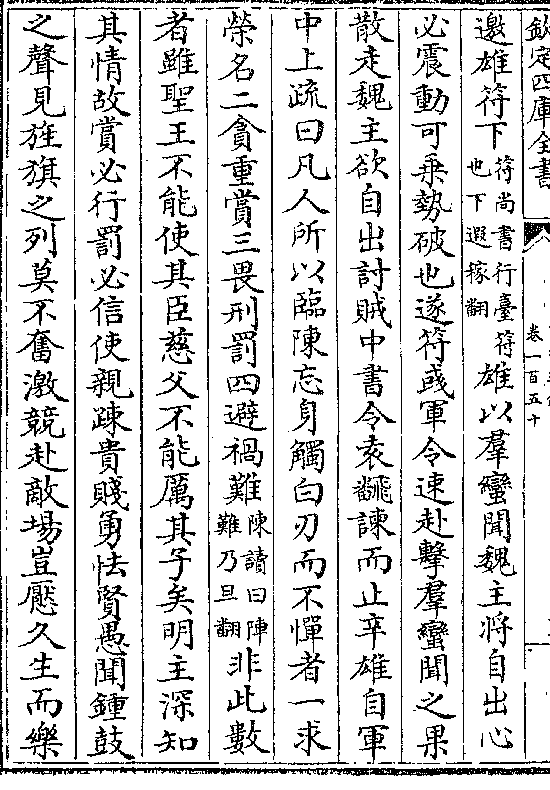 欽定四庫全書
卷一百五十
邀雄符下符尚書行臺符也下遐稼翻雄以羣蠻聞魏主將自出心
必震動可乗勢破也遂符彧軍令速赴擊羣蠻聞之果
散走魏主欲自出討賊中書令袁飜諫而止辛雄自軍
中上疏曰凡人所以臨陳忘身觸白刃而不憚者一求
榮名二貪重賞三畏刑罰四避禍難陳讀曰陣難乃旦翻非此數
者雖聖王不能使其臣慈父不能厲其子矣明主深知
其情故賞必行罰必信使親踈貴賤勇怯賢愚聞鍾鼓
之聲見旌旗之列莫不奮激競赴敵場豈厭久生而樂